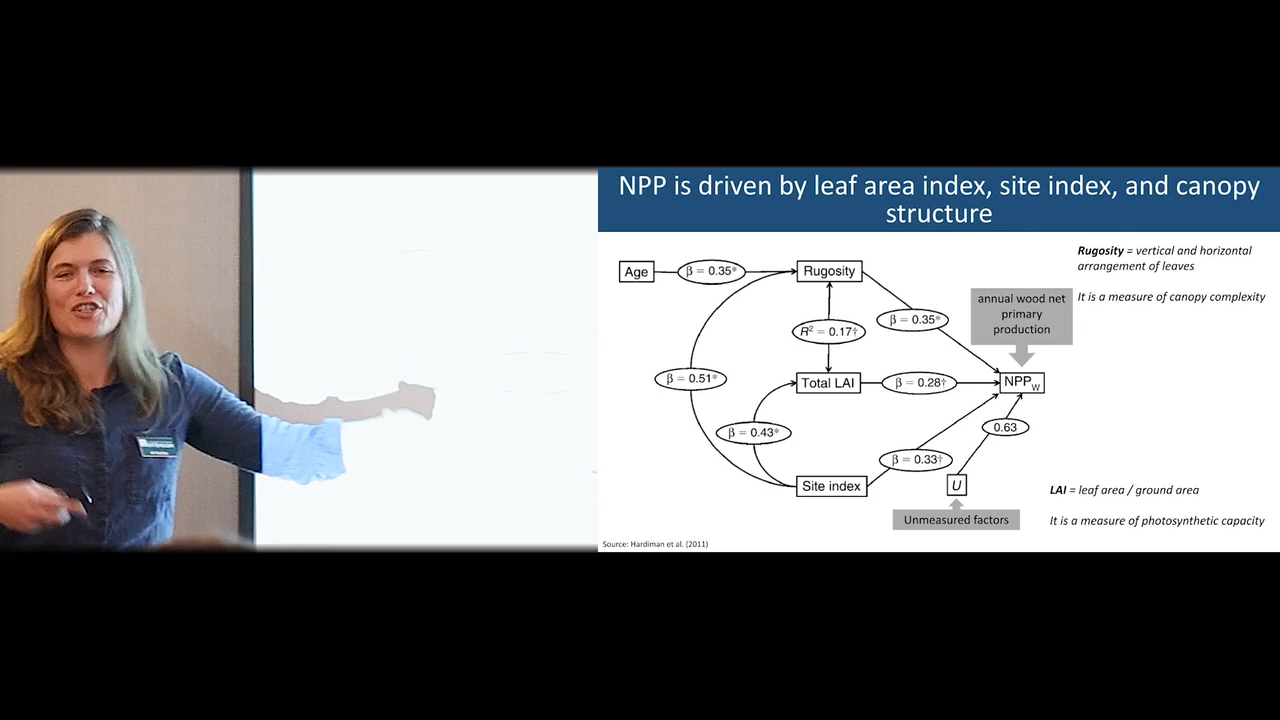 NPP is driven by leaf area index, site index, and canopy
structure
Rugosity = vertical and horizontal
arrangement of leaves
It is a measure of canopy complexity
Age
β = 0.35*
Rugosity
annual wood net
primary
production
β = 0.35*
R² = 0.17†
β = 0.51*
Total LAI
β = 0.28†
NPPw
β = 0.43*
0.63
β = 0.33†
Site index
U
Unmeasured factors
LAI = leaf area / ground area
It is a measure of photosynthetic capacity
Source: Hardiman et al. (2011)